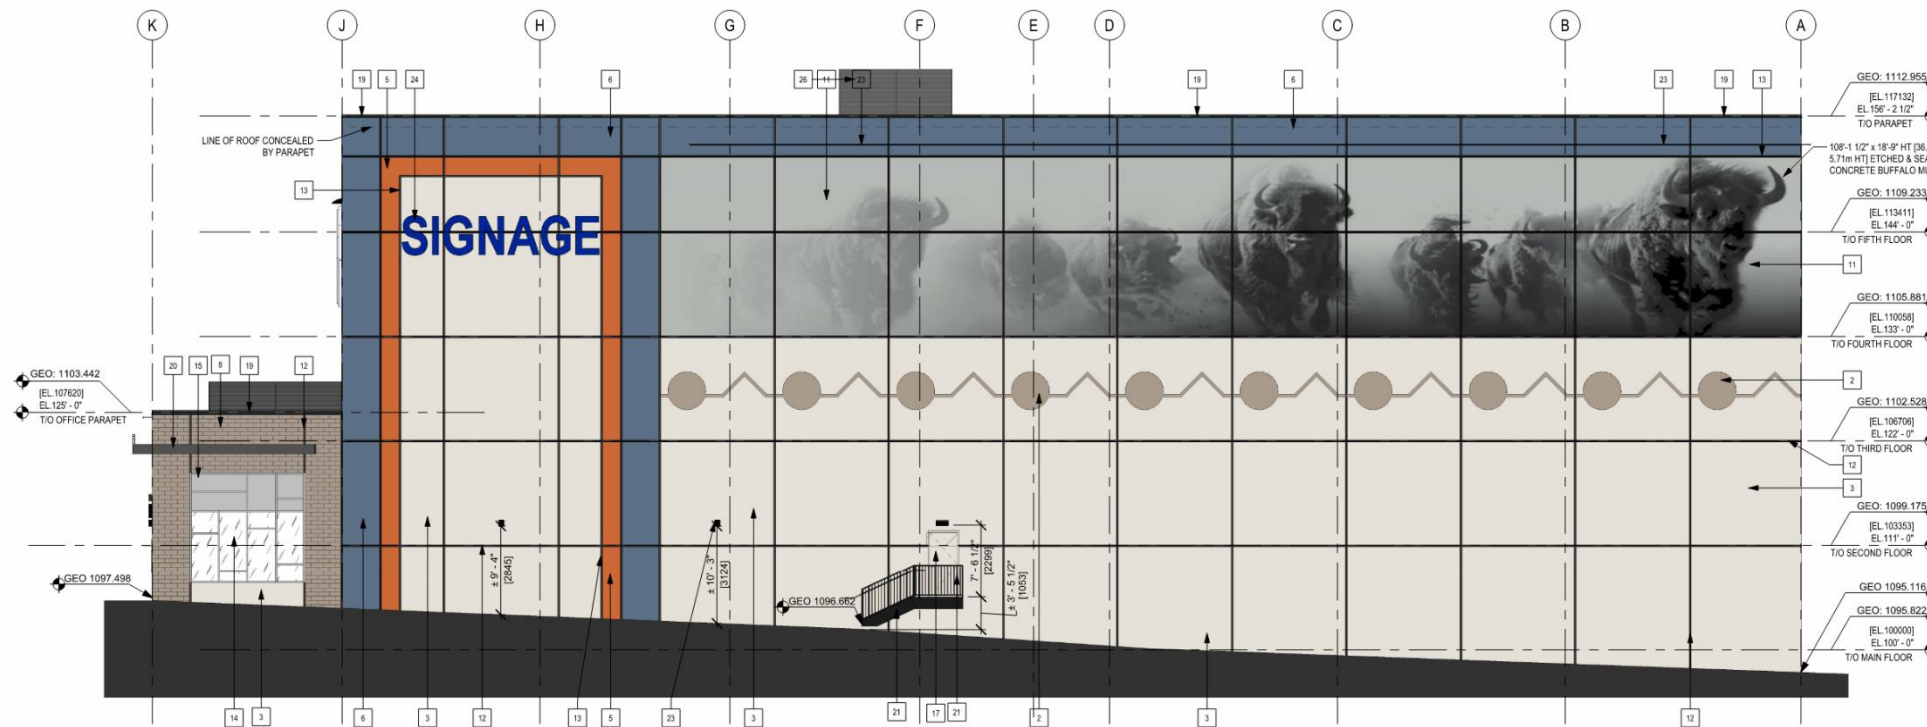 K J H G F E D C B A
19 5 24 6 26 11 23 19 6 23 19 13
GEO: 1112.955
[EL.117132]
EL.156' - 2 1/2"
T/O PARAPET
LINE OF ROOF CONCEALED
BY PARAPET
108'-1 1/2" x 18'-9" HT [36.
5.71m HT] ETCHED & SEA
CONCRETE BUFFALO MU
13
GEO: 1109.233
[EL.113411]
EL.144' - 0"
T/O FIFTH FLOOR
SIGNAGE
11
GEO: 1105.881
[EL.110058]
EL.133' - 0"
T/O FOURTH FLOOR
20 15 8 19 12
GEO: 1103.442
[EL.107620]
EL.125' - 0"
T/O OFFICE PARAPET
2
GEO: 1102.528
[EL.106706]
EL.122' - 0"
T/O THIRD FLOOR
12
3
GEO: 1099.175
[EL.103353]
EL.111' - 0"
T/O SECOND FLOOR
± 9' - 4"
[2845]
± 10' - 3"
[3124]
7' - 6 1/2"
[2299]
± 3' - 5 1/2"
[1053]
GEO 1097.498
GEO 1096.662
GEO: 1095.116
GEO: 1095.822
[EL.100000]
EL.100' - 0"
T/O MAIN FLOOR
14 3 6 3 12 13 5 23 3 21 17 21 2 3 12